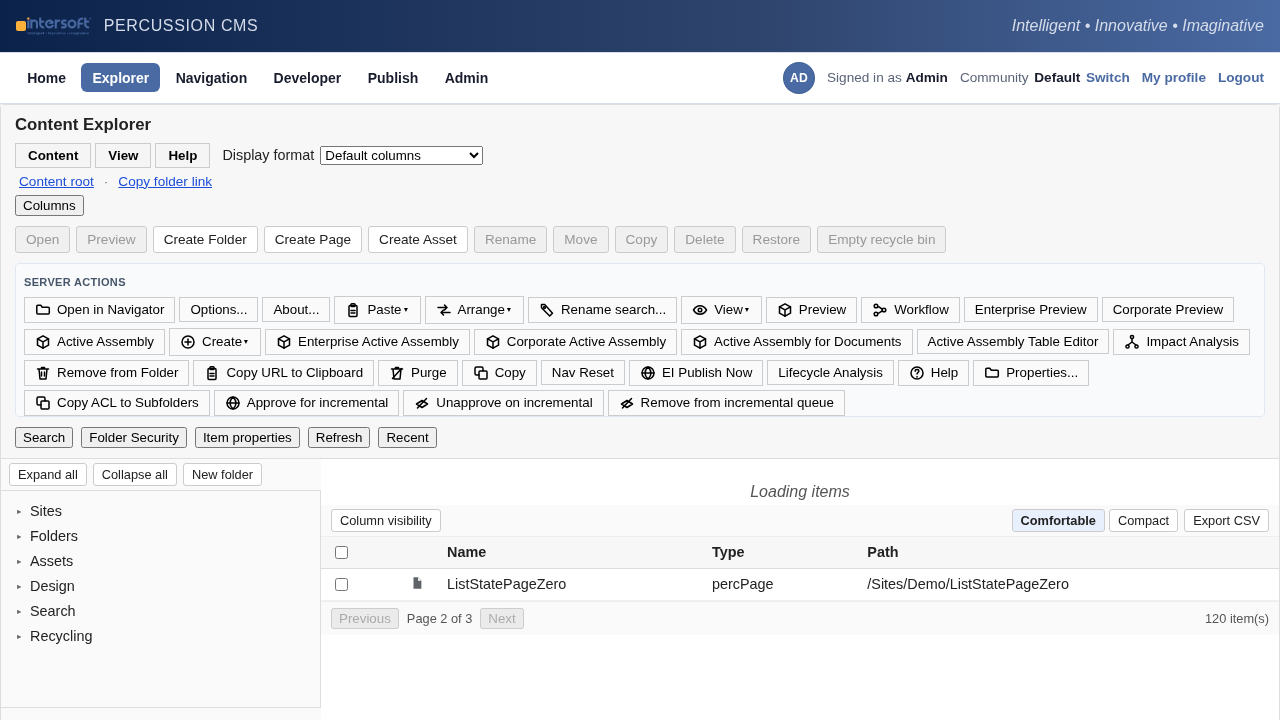 intersoft PERCUSSION CMS Intelligent • Innovative • Imaginative
Home Explorer Navigation Developer Publish Admin AD Signed in as Admin Community Default Switch My profile Logout
Content Explorer
Content View Help Display format Default columns
Content root · Copy folder link
Columns
Open Preview Create Folder Create Page Create Asset Rename Move Copy Delete Restore Empty recycle bin
SERVER ACTIONS
Open in Navigator Options... About... Paste Arrange Rename search... View Preview Workflow Enterprise Preview Corporate Preview
Active Assembly Create Enterprise Active Assembly Corporate Active Assembly Active Assembly for Documents Active Assembly Table Editor Impact Analysis
Remove from Folder Copy URL to Clipboard Purge Copy Nav Reset EI Publish Now Lifecycle Analysis Help Properties...
Copy ACL to Subfolders Approve for incremental Unapprove on incremental Remove from incremental queue
Search Folder Security Item properties Refresh Recent
Expand all Collapse all New folder
Sites
Folders
Assets
Design
Search
Recycling
Loading items
Column visibility Comfortable Compact Export CSV
Name Type Path
ListStatePageZero percPage /Sites/Demo/ListStatePageZero
Previous Page 2 of 3 Next 120 item(s)